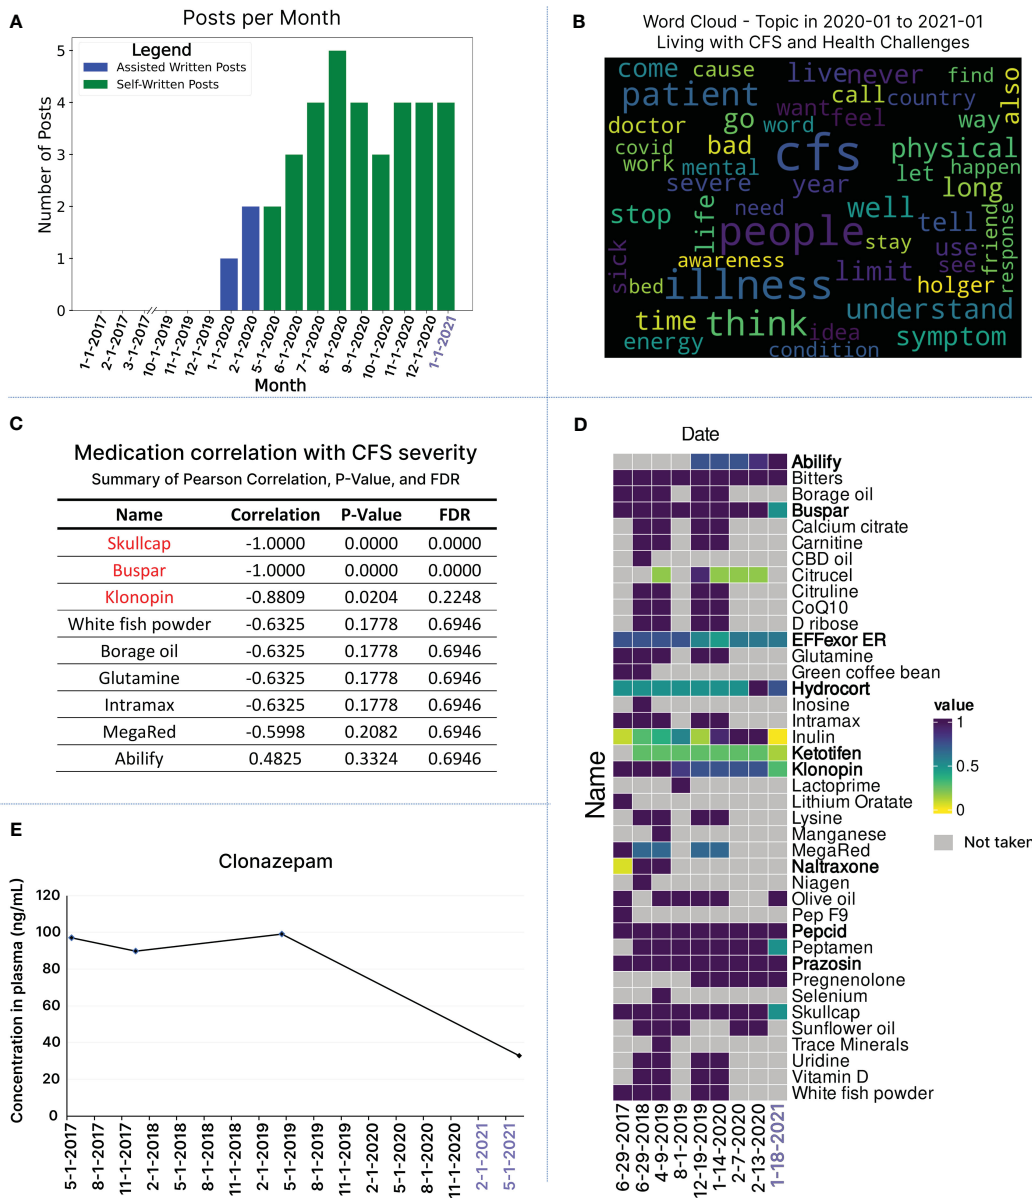 A
Posts per Month
Legend
Assisted Written Posts
Self-Written Posts
Number of Posts
5
4
3
2
1
0
1-1-2017
2-1-2017
3-1-2017
10-1-2019
11-1-2019
12-1-2019
1-1-2020
2-1-2020
5-1-2020
6-1-2020
7-1-2020
8-1-2020
9-1-2020
10-1-2020
11-1-2020
12-1-2020
1-1-2021
Month
B
Word Cloud - Topic in 2020-01 to 2021-01
Living with CFS and Health Challenges
come cause live never find also
patient want call country
doctor go word feel way
covid bad cfs physical
work mental let happen
severe year long
stop life need well tell
people stay use friend response
sick awareness limit see
bed illness holger
time think understand
energy idea symptom
condition
C
Medication correlation with CFS severity
Summary of Pearson Correlation, P-Value, and FDR
Name Correlation P-Value FDR
Skullcap -1.0000 0.0000 0.0000
Buspar -1.0000 0.0000 0.0000
Klonopin -0.8809 0.0204 0.2248
White fish powder -0.6325 0.1778 0.6946
Borage oil -0.6325 0.1778 0.6946
Glutamine -0.6325 0.1778 0.6946
Intramax -0.6325 0.1778 0.6946
MegaRed -0.5998 0.2082 0.6946
Abilify 0.4825 0.3324 0.6946
D
Date
Abilify
Bitters
Borage oil
Buspar
Calcium citrate
Carnitine
CBD oil
Citrucel
Citruline
CoQ10
D ribose
EFFexor ER
Glutamine
Green coffee bean
Hydrocort
Inosine
Intramax
Inulin
Ketotifen
Klonopin
Lactoprime
Lithium Oratate
Lysine
Manganese
MegaRed
Naltraxone
Niagen
Olive oil
Pep F9
Pepcid
Peptamen
Prazosin
Pregnenolone
Selenium
Skullcap
Sunflower oil
Trace Minerals
Uridine
Vitamin D
White fish powder
Name
6-29-2017
6-29-2018
4-9-2019
8-1-2019
12-19-2019
1-14-2020
2-7-2020
2-13-2020
1-18-2021
value
1
0.5
0
Not taken
E
Clonazepam
Concentration in plasma (ng/mL)
120
100
80
60
40
20
0
5-1-2017
8-1-2017
11-1-2017
2-1-2018
5-1-2018
8-1-2018
11-1-2018
2-1-2019
5-1-2019
8-1-2019
11-1-2019
2-1-2020
5-1-2020
8-1-2020
11-1-2020
2-1-2021
5-1-2021